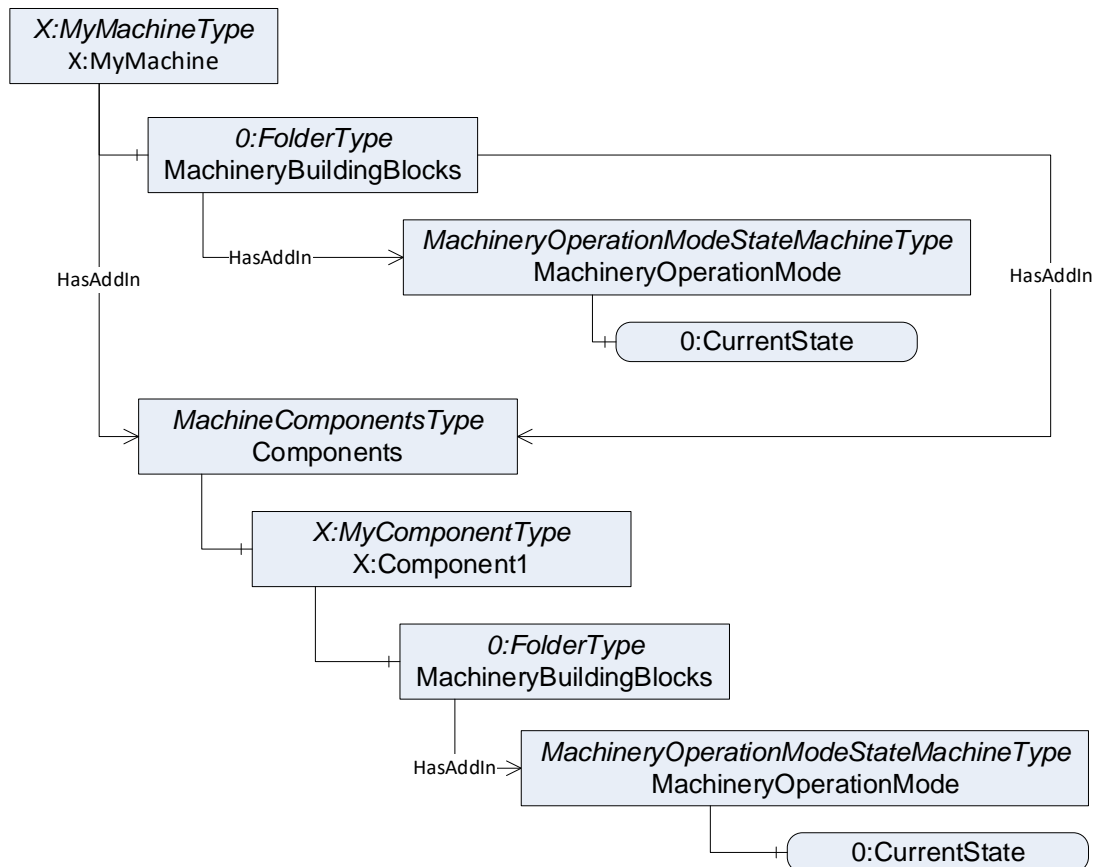 X:MyMachineType
X:MyMachine
0:FolderType
MachineryBuildingBlocks
HasAddIn
MachineryOperationModeStateMachineType
MachineryOperationMode
HasAddIn
HasAddIn
0:CurrentState
MachineComponentsType
Components
X:MyComponentType
X:Component1
0:FolderType
MachineryBuildingBlocks
HasAddIn
MachineryOperationModeStateMachineType
MachineryOperationMode
0:CurrentState